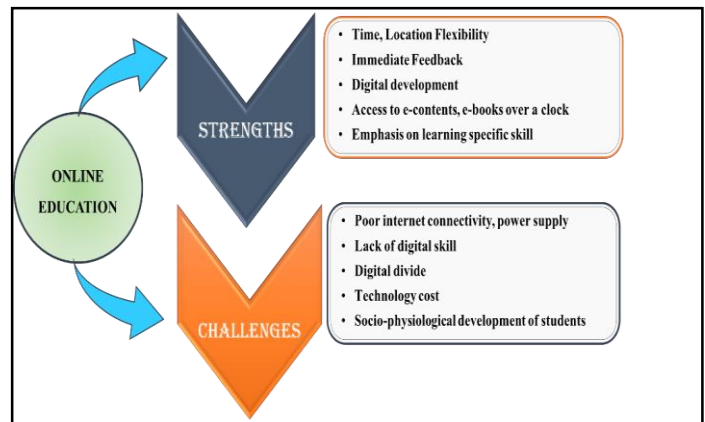 ONLINE
EDUCATION
STRENGTHS
• Time, Location Flexibility
• Immediate Feedback
• Digital development
• Access to e-contents, e-books over a clock
• Emphasis on learning specific skill
CHALLENGES
• Poor internet connectivity, power supply
• Lack of digital skill
• Digital divide
• Technology cost
• Socio-physiological development of students